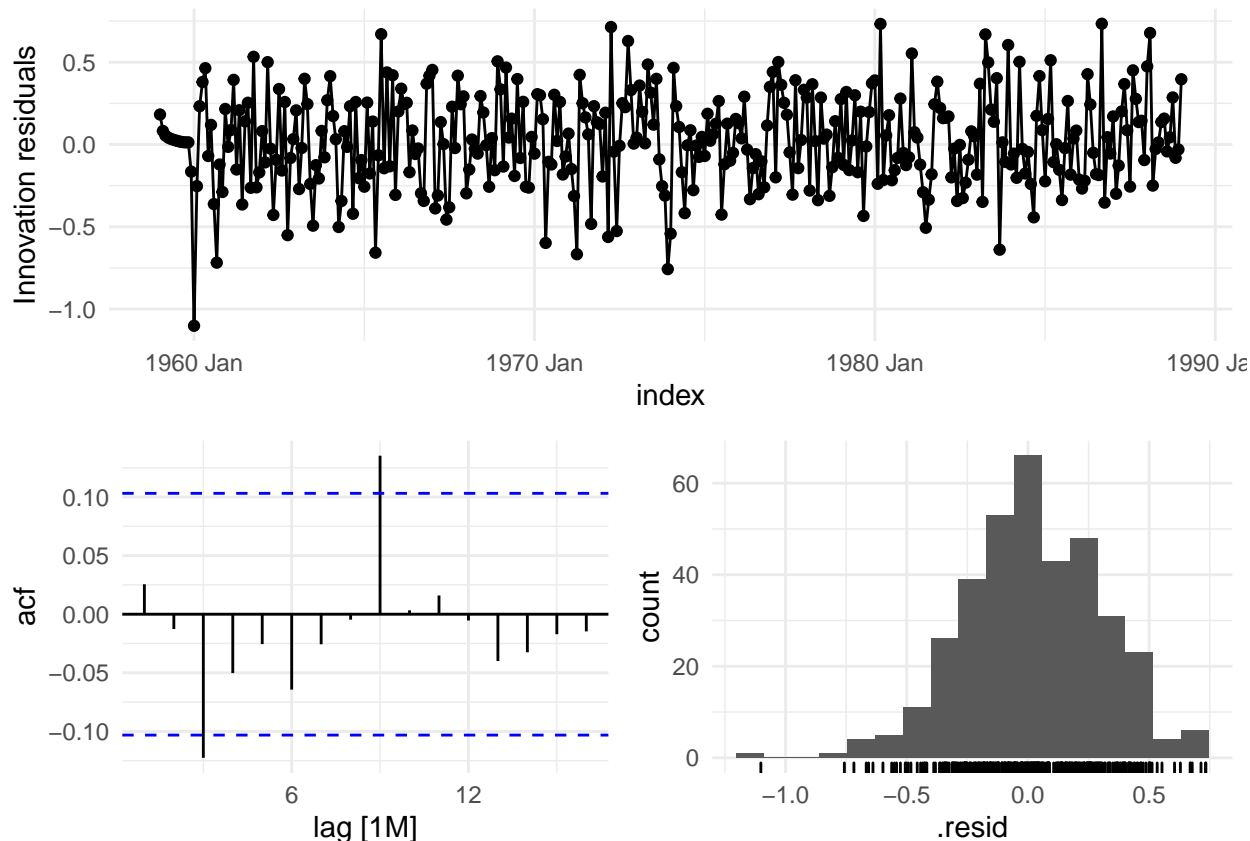 Innovation residuals
0.5
0.0
−0.5
−1.0
1960 Jan
1970 Jan
1980 Jan
1990 Ja
index
acf
0.10
0.05
0.00
−0.05
−0.10
6
12
lag [1M]
count
60
40
20
0
−1.0
−0.5
0.0
0.5
.resid